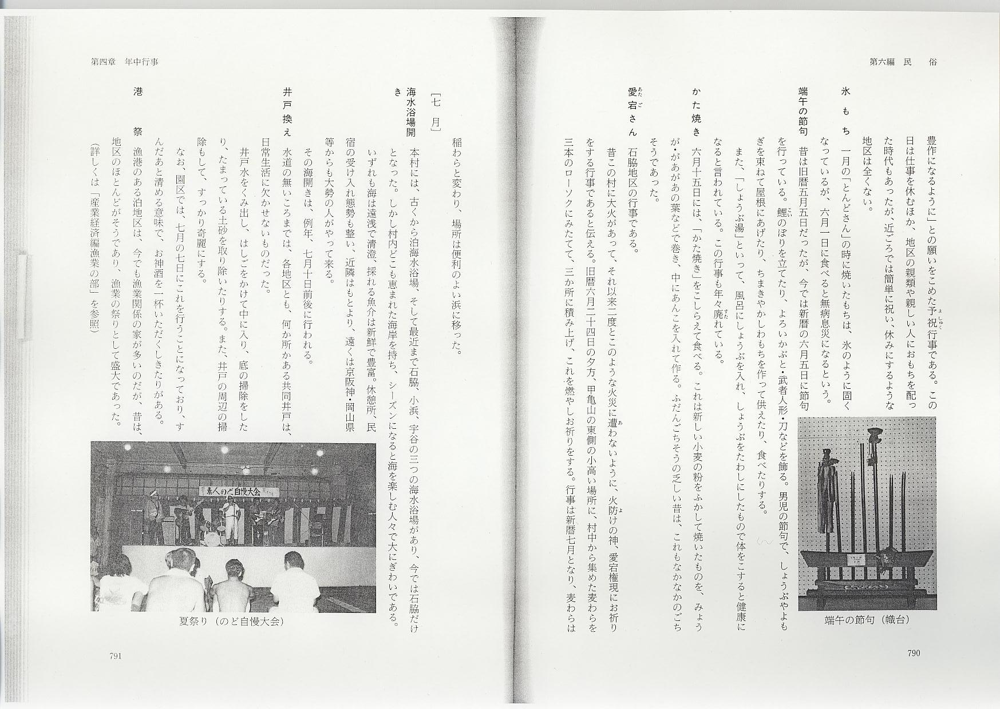 第六編　民　　俗
豊作になるように」との願いをこめた予祝行事である。この
日は仕事を休むほか、地区の親類や親しい人におもちを配っ
た時代もあったが、近ごろでは簡単に祝い、休みにするような
地区は全くない。
氷もち　一月の「とんどさん」の時に焼いたもちは、氷のように固く
なっているが、六月一日に食べると無病息災になるという。
端午の節句　昔は旧暦五月五日だったが、今では新暦の六月五日に節句
を行っている。鯉のぼりを立てたり、よろいかぶと・武者人形・刀などを飾る。男児の節句で、しょうぶやよも
ぎを束ねて屋根にあげたり、ちまきやかしわもちを作って供えたり、食べたりする。
また、「しょうぶ湯」といって、風呂にしょうぶを入れ、しょうぶをたわしにしたもので体をこすると健康に
なると言われている。この行事も年々廃れている。
かた焼き　六月十五日には、「かた焼き」をこしらえて食べる。これは新しい小麦の粉をふかして焼いたものを、みょう
が・があがあの葉などで巻き、中にあんこを入れて作る。ふだんごちそうの乏しい昔は、これもなかなかのごち
そうであった。
愛宕さん　石脇地区の行事である。
昔この村に大火があって、それ以来二度とこのような火災に遭わないように、火防けの神、愛宕権現にお祈り
をする行事であると伝える。旧暦六月二十四日の夕方、甲亀山の東側の小高い場所に、村中から集めた麦わらを
三本のローソクにみたてて、三か所に積み上げ、これを燃やしお祈りをする。行事は新暦七月となり、麦わらは
端午の節句（幟台）
790
第四章　年中行事
稲わらと変わり、場所は便利のよい浜に移った。
［七　月］
海水浴場開き　本村には、古くから泊海水浴場、そして最近まで石脇、小浜、宇谷の三つの海水浴場があり、今では石脇だけ
となった。しかし村内どこも恵まれた海岸を持ち、シーズンになると海を楽しむ人々で大にぎわいである。
いずれも海は遠浅で清澄、採れる魚介は新鮮で豊富。休憩所、民
宿の受け入れ態勢も整い、近隣はもとより、遠くは京阪神・岡山県
等からも大勢の人がやって来る。
その海開きは、例年、七月十日前後に行われる。
井戸換え　水道の無いころまでは、各地区とも、何か所かある共同井戸は、
日常生活に欠かせないものだった。
井戸水をくみ出し、はしごをかけて中に入り、底の掃除をした
り、たまっている土砂を取り除いたりする。また、井戸の周辺の掃
除もして、すっかり奇麗にする。
なお、園区では、七月の七日にこれを行うことになっており、す
んだあと清める意味で、お神酒を一杯いただくしきたりがある。
港祭　漁港のある泊地区は、今でも漁業関係の家が多いのだが、昔は、
地区のほとんどがそうであり、漁業の祭りとして盛大であった。
（詳しくは「産業経済編漁業の部」を参照）
素人のど自慢大会
夏祭り（のど自慢大会）
791